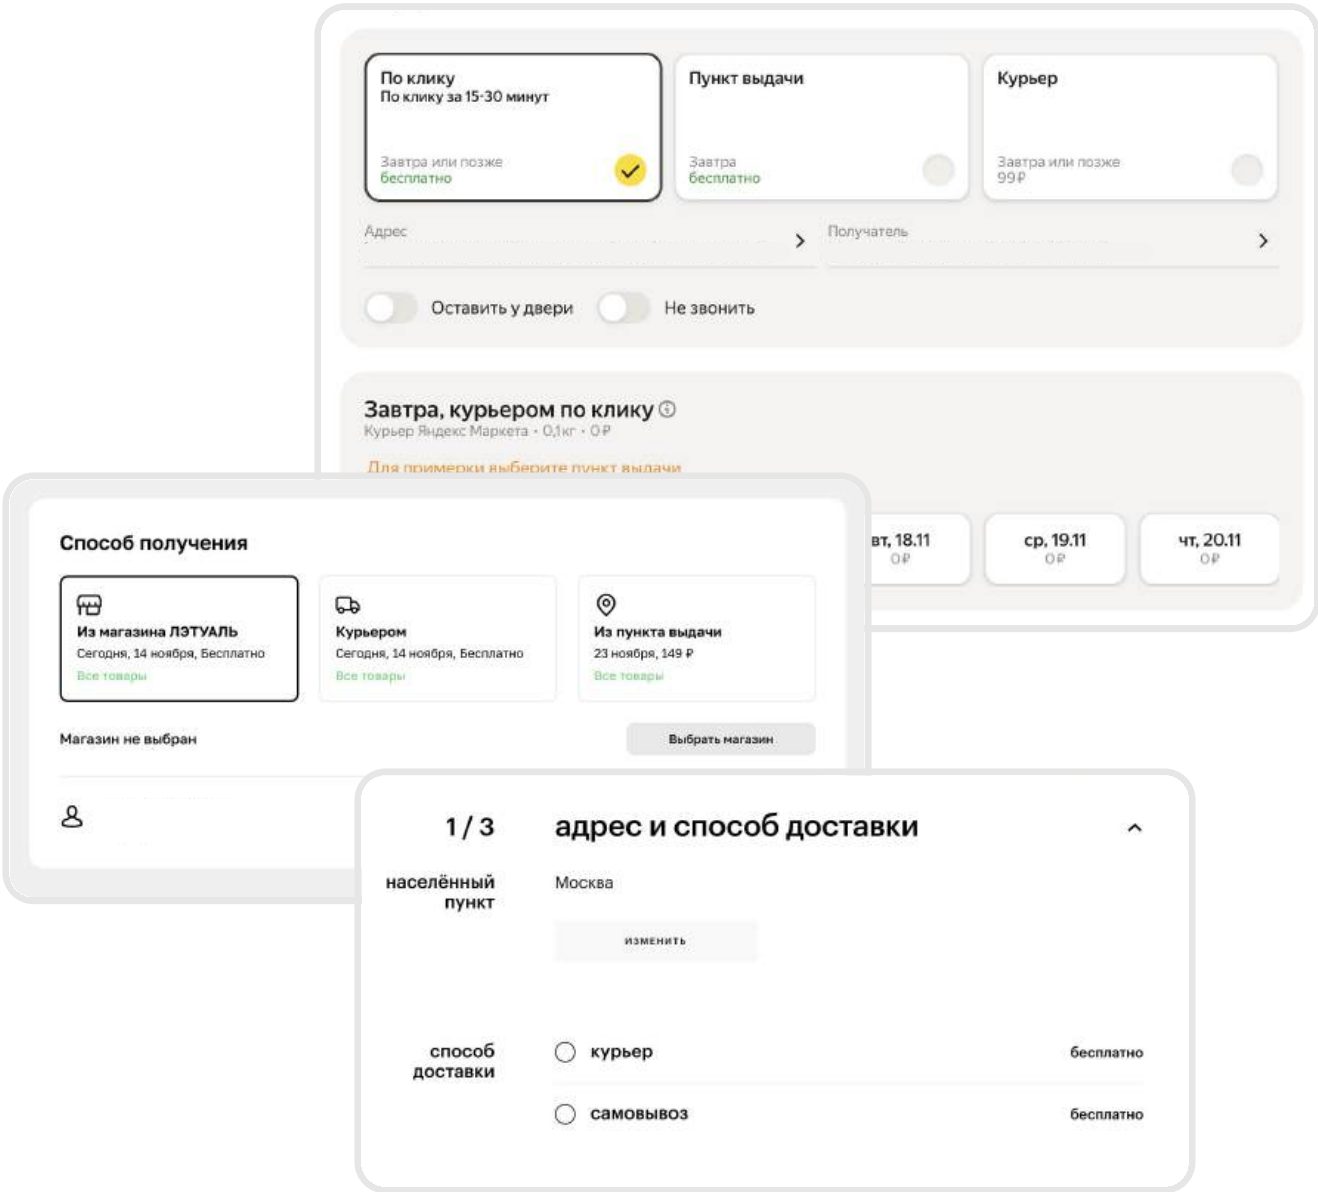 По клику
По клику за 15-30 минут
Завтра или позже
бесплатно
Пункт выдачи
Завтра
бесплатно
Курьер
Завтра или позже
99 ₽
Адрес
Получатель
Оставить у двери
Не звонить
Завтра, курьером по клику
Курьер Яндекс Маркета • 0,1кг • 0 ₽
Для примерки выберите пункт выдачи
вт, 18.11
0 ₽
ср, 19.11
0 ₽
чт, 20.11
0 ₽
Способ получения
Из магазина ЛЭТУАЛЬ
Сегодня, 14 ноября, Бесплатно
Все товары
Курьером
Сегодня, 14 ноября, Бесплатно
Все товары
Из пункта выдачи
23 ноября, 149 ₽
Все товары
Магазин не выбран
Выбрать магазин
1 / 3
адрес и способ доставки
населённый
пункт
Москва
ИЗМЕНИТЬ
способ
доставки
курьер
бесплатно
самовывоз
бесплатно